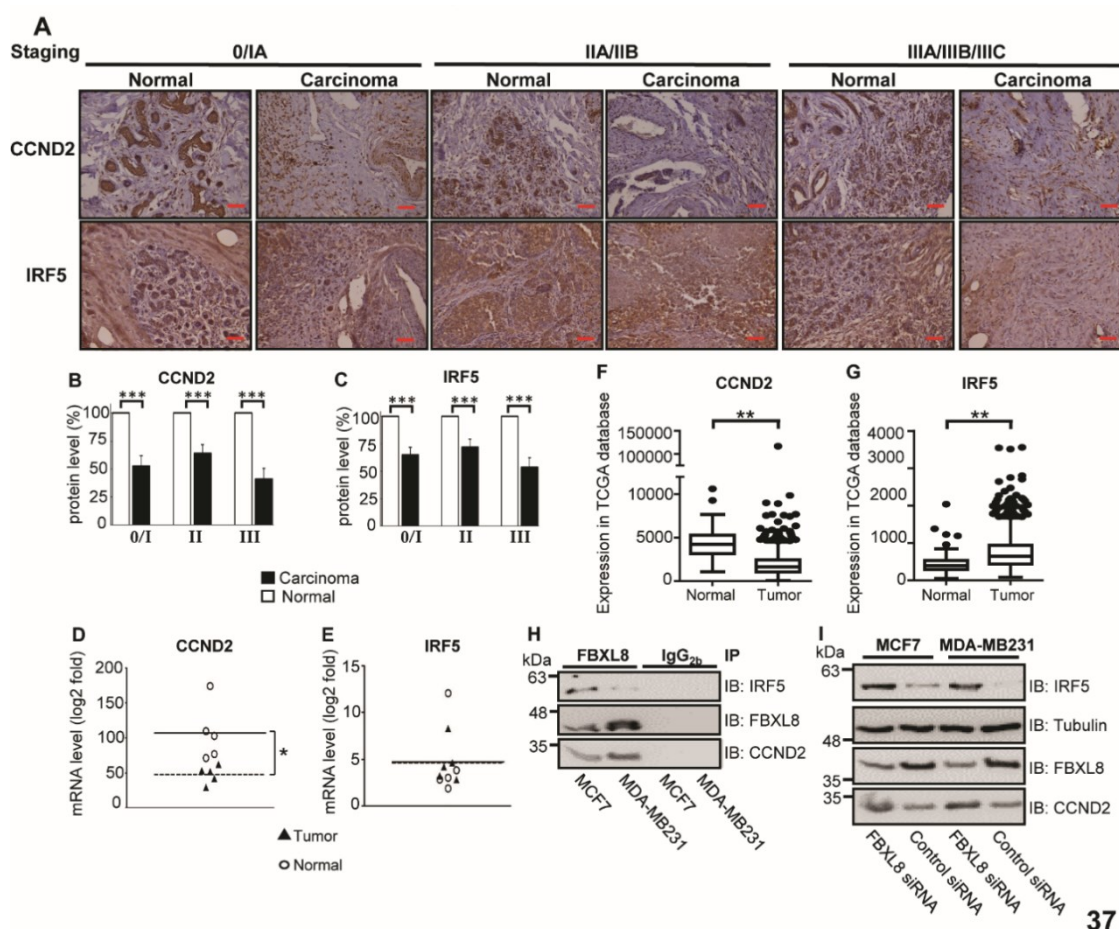 A
Staging 0/IA IIA/IIB IIIA/IIIB/IIIC
Normal Carcinoma Normal Carcinoma Normal Carcinoma
CCND2
IRF5
B CCND2
*** *** ***
protein level (%)
100
75
50
25
0
0/I II III
C IRF5
*** *** ***
protein level (%)
100
75
50
25
0
0/I II III
Carcinoma
Normal
D CCND2
mRNA level (log2 fold)
200
150
100
50
0
*
E IRF5
mRNA level (log2 fold)
15
10
5
0
Tumor
Normal
F CCND2
**
Expression in TCGA database
150000
100000
50000
10000
5000
0
Normal Tumor
G IRF5
**
Expression in TCGA database
4000
3000
2000
1000
0
Normal Tumor
H
kDa FBXL8 IgG2b IP
63
IB: IRF5
48
IB: FBXL8
35
IB: CCND2
MCF7 MDA-MB231 MCF7 MDA-MB231
I
kDa MCF7 MDA-MB231
63
IB: IRF5
IB: Tubulin
48
IB: FBXL8
35
35
IB: CCND2
FBXL8 siRNA Control siRNA FBXL8 siRNA Control siRNA
37